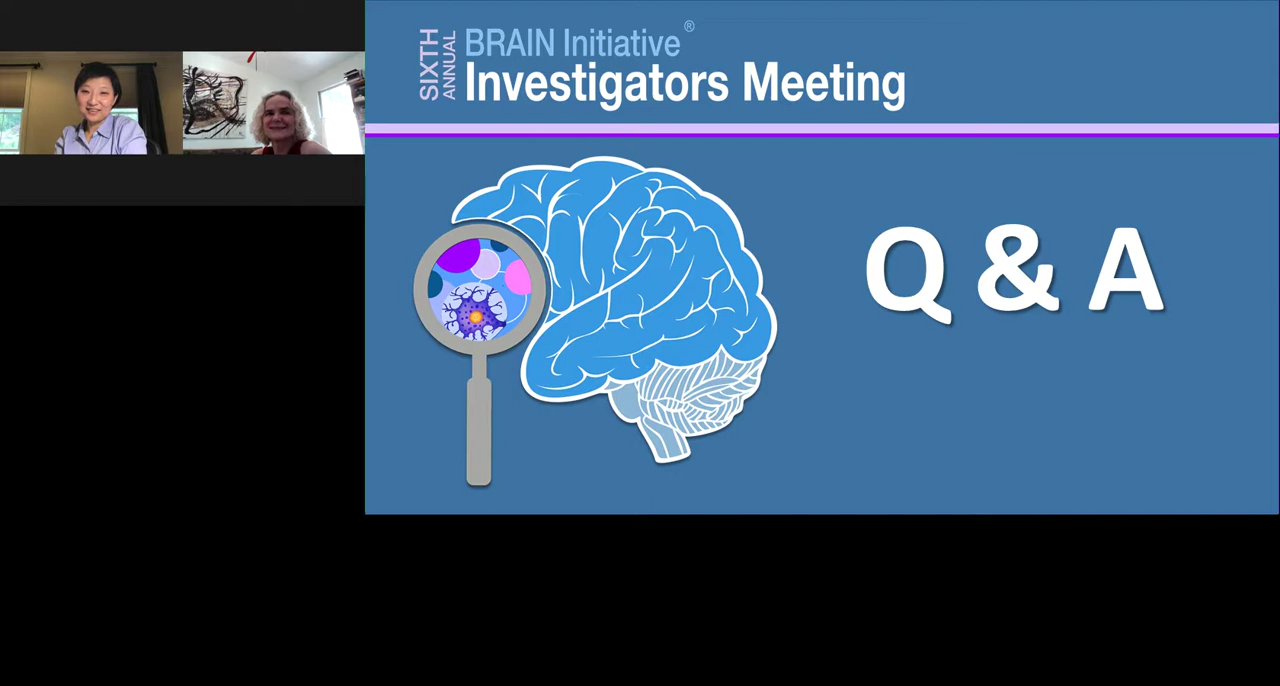 SIXTH
ANNUAL
BRAIN Initiative®
Investigators Meeting
Q & A